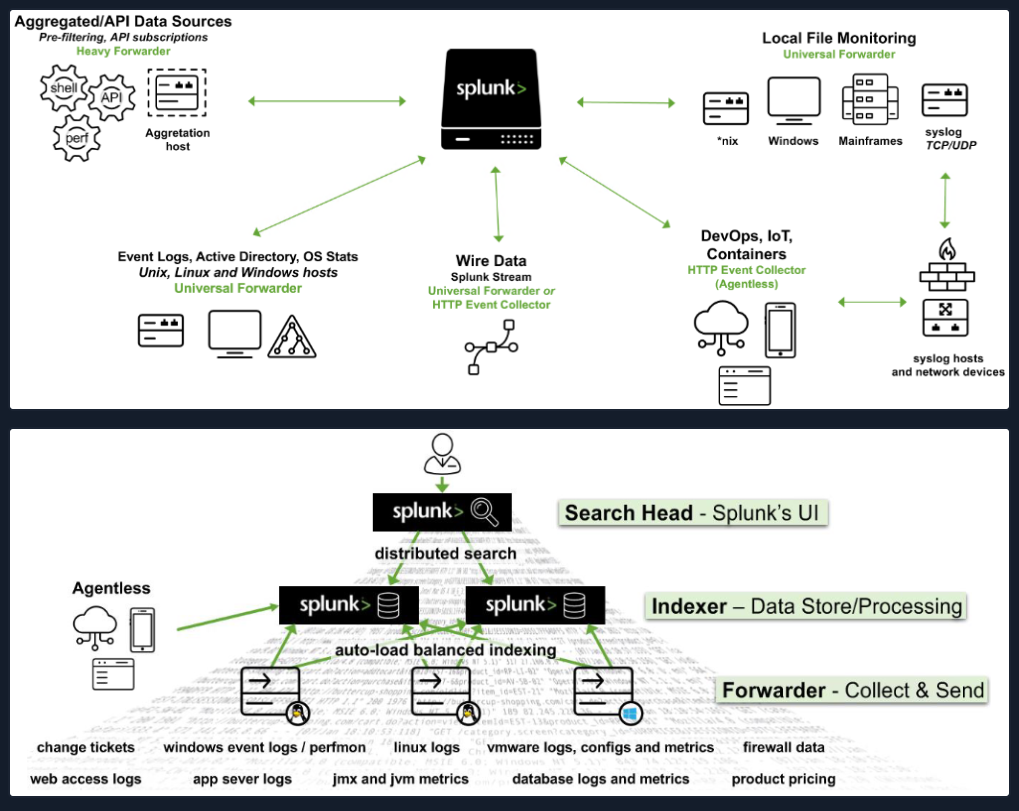 Aggregated/API Data Sources
Pre-filtering, API subscriptions
Heavy Forwarder
shell
API
perf
Aggretation
host
splunk>
Local File Monitoring
Universal Forwarder
*nix
Windows
Mainframes
syslog
TCP/UDP
Event Logs, Active Directory, OS Stats
Unix, Linux and Windows hosts
Universal Forwarder
Wire Data
Splunk Stream
Universal Forwarder or
HTTP Event Collector
DevOps, IoT,
Containers
HTTP Event Collector
(Agentless)
syslog hosts
and network devices
splunk>
Search Head - Splunk's UI
distributed search
Agentless
splunk>
splunk>
Indexer – Data Store/Processing
auto-load balanced indexing
Forwarder - Collect & Send
change tickets
windows event logs / perfmon
linux logs
vmware logs, configs and metrics
firewall data
web access logs
app sever logs
jmx and jvm metrics
database logs and metrics
product pricing